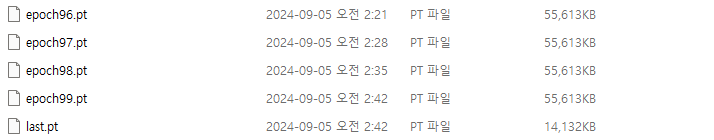 epoch96.pt 2024-09-05 오전 2:21 PT 파일 55,613KB
epoch97.pt 2024-09-05 오전 2:28 PT 파일 55,613KB
epoch98.pt 2024-09-05 오전 2:35 PT 파일 55,613KB
epoch99.pt 2024-09-05 오전 2:42 PT 파일 55,613KB
last.pt 2024-09-05 오전 2:42 PT 파일 14,132KB